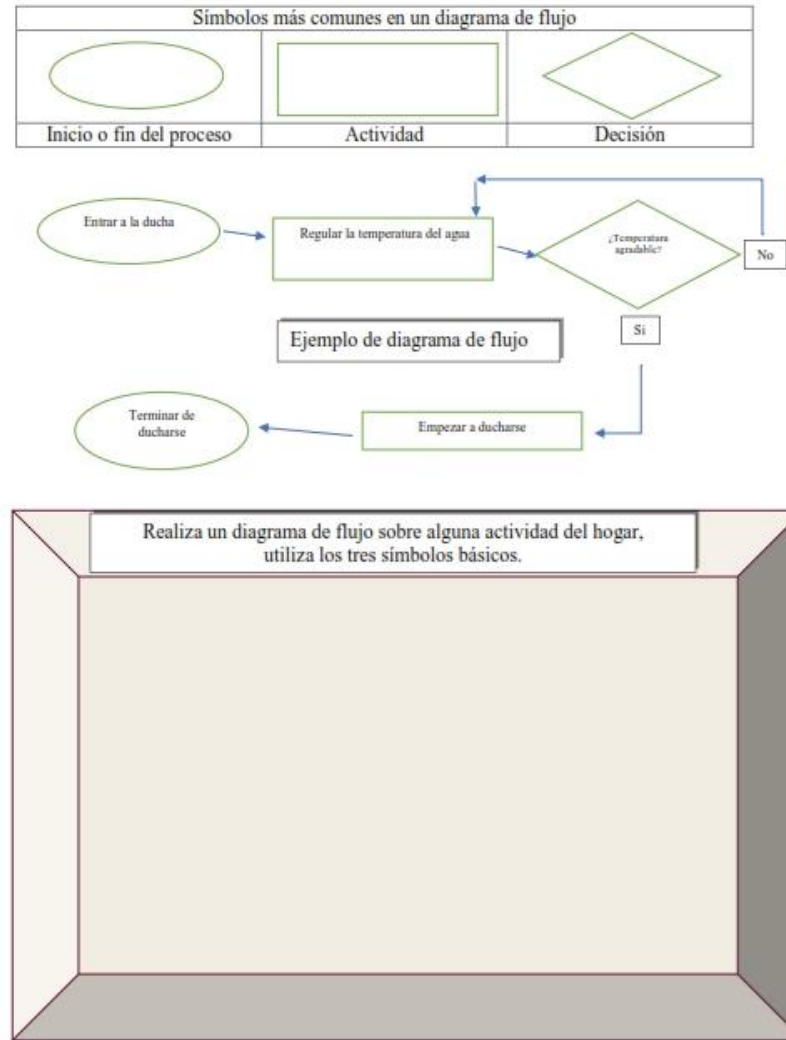 Símbolos más comunes en un diagrama de flujo
Inicio o fin del proceso
Actividad
Decisión
Entrar a la ducha
Regular la temperatura del agua
¿Temperatura
agradable?
No
Si
Ejemplo de diagrama de flujo
Terminar de
ducharse
Empezar a ducharse
Realiza un diagrama de flujo sobre alguna actividad del hogar,
utiliza los tres símbolos básicos.